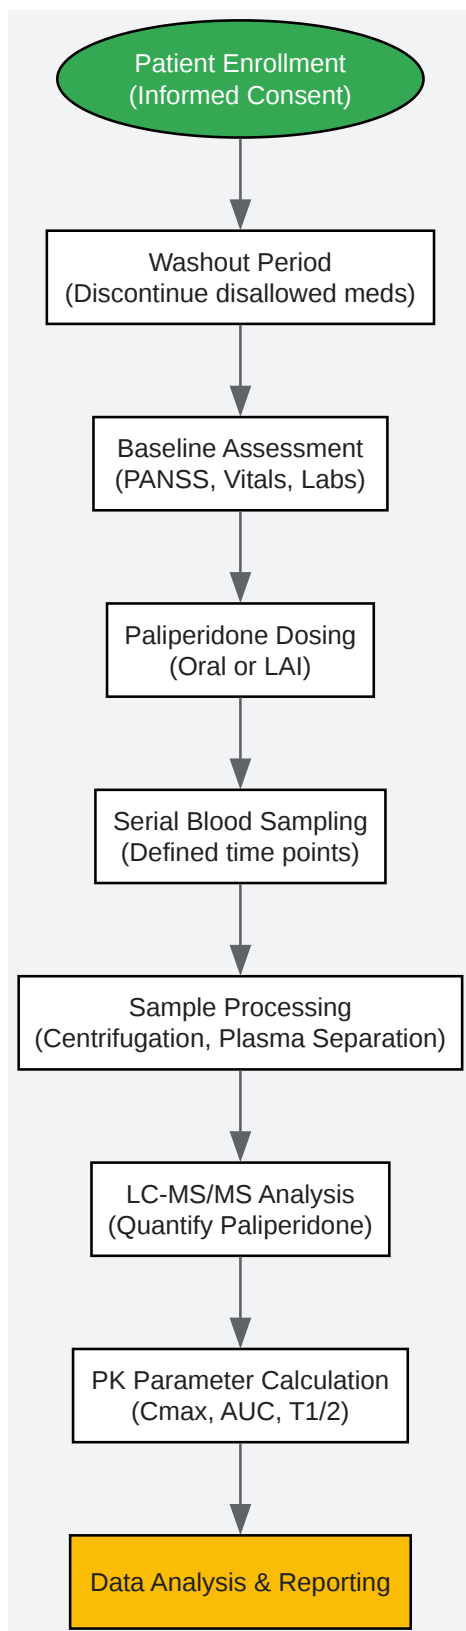 Patient Enrollment
(Informed Consent)
Washout Period
(Discontinue disallowed meds)
Baseline Assessment
(PANSS, Vitals, Labs)
Paliperidone Dosing
(Oral or LAI)
Serial Blood Sampling
(Defined time points)
Sample Processing
(Centrifugation, Plasma Separation)
LC-MS/MS Analysis
(Quantify Paliperidone)
PK Parameter Calculation
(Cmax, AUC, T1/2)
Data Analysis & Reporting